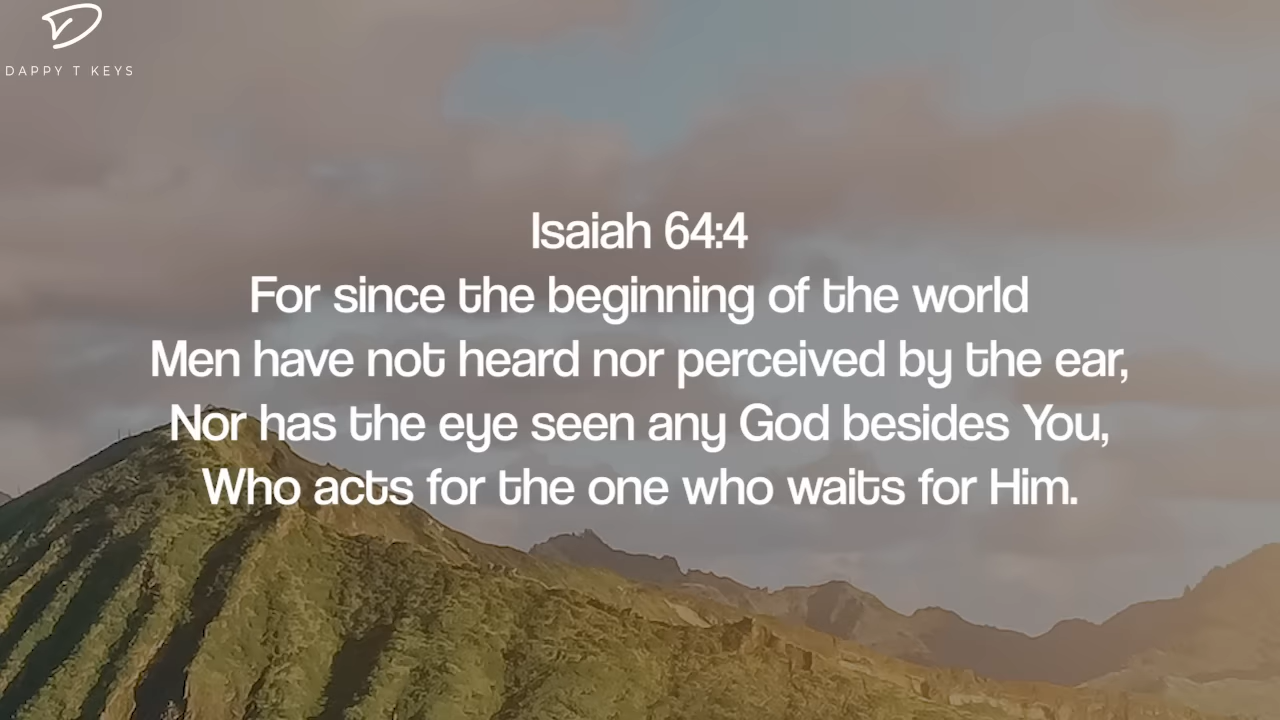 DAPPY T KEYS
Isaiah 64:4
For since the beginning of the world
Men have not heard nor perceived by the ear,
Nor has the eye seen any God besides You,
Who acts for the one who waits for Him.